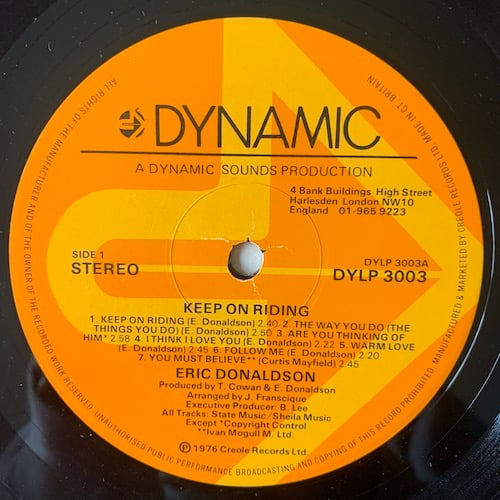 DYNAMIC
A DYNAMIC SOUNDS PRODUCTION
4 Bank Buildings High Street
Harlesden London NW10
England 01-965 9223
SIDE 1
STEREO
DYLP 3003A
DYLP 3003
KEEP ON RIDING
1. KEEP ON RIDING (E. Donaldson) 2.40 2. THE WAY YOU DO (THE
THINGS YOU DO) (E. Donaldson) 2.50 3. ARE YOU THINKING OF
HIM* 2.58 4. I THINK I LOVE YOU (E. Donaldson) 2.22 5. WARM LOVE
(E. Donaldson) 2.45 6. FOLLOW ME (E. Donaldson) 2.20
7. YOU MUST BELIEVE** (Curtis Mayfield) 2.45
ERIC DONALDSON
Produced by T. Cowan & E. Donaldson
Arranged by J. Franscique
Executive Producer: B. Lee
All Tracks: State Music/Sheila Music
Except *Copyright Control
**Ivan Mogull M. Ltd.
℗ 1976 Creole Records Ltd.
ALL RIGHTS OF THE MANUFACTURER AND OF THE OWNER OF THE RECORDED WORK RESERVED. UNAUTHORISED PUBLIC PERFORMANCE BROADCASTING AND COPYING OF THIS RECORD PROHIBITED. MANUFACTURED & MARKETED BY CREOLE RECORDS LTD MADE IN GT BRITAIN